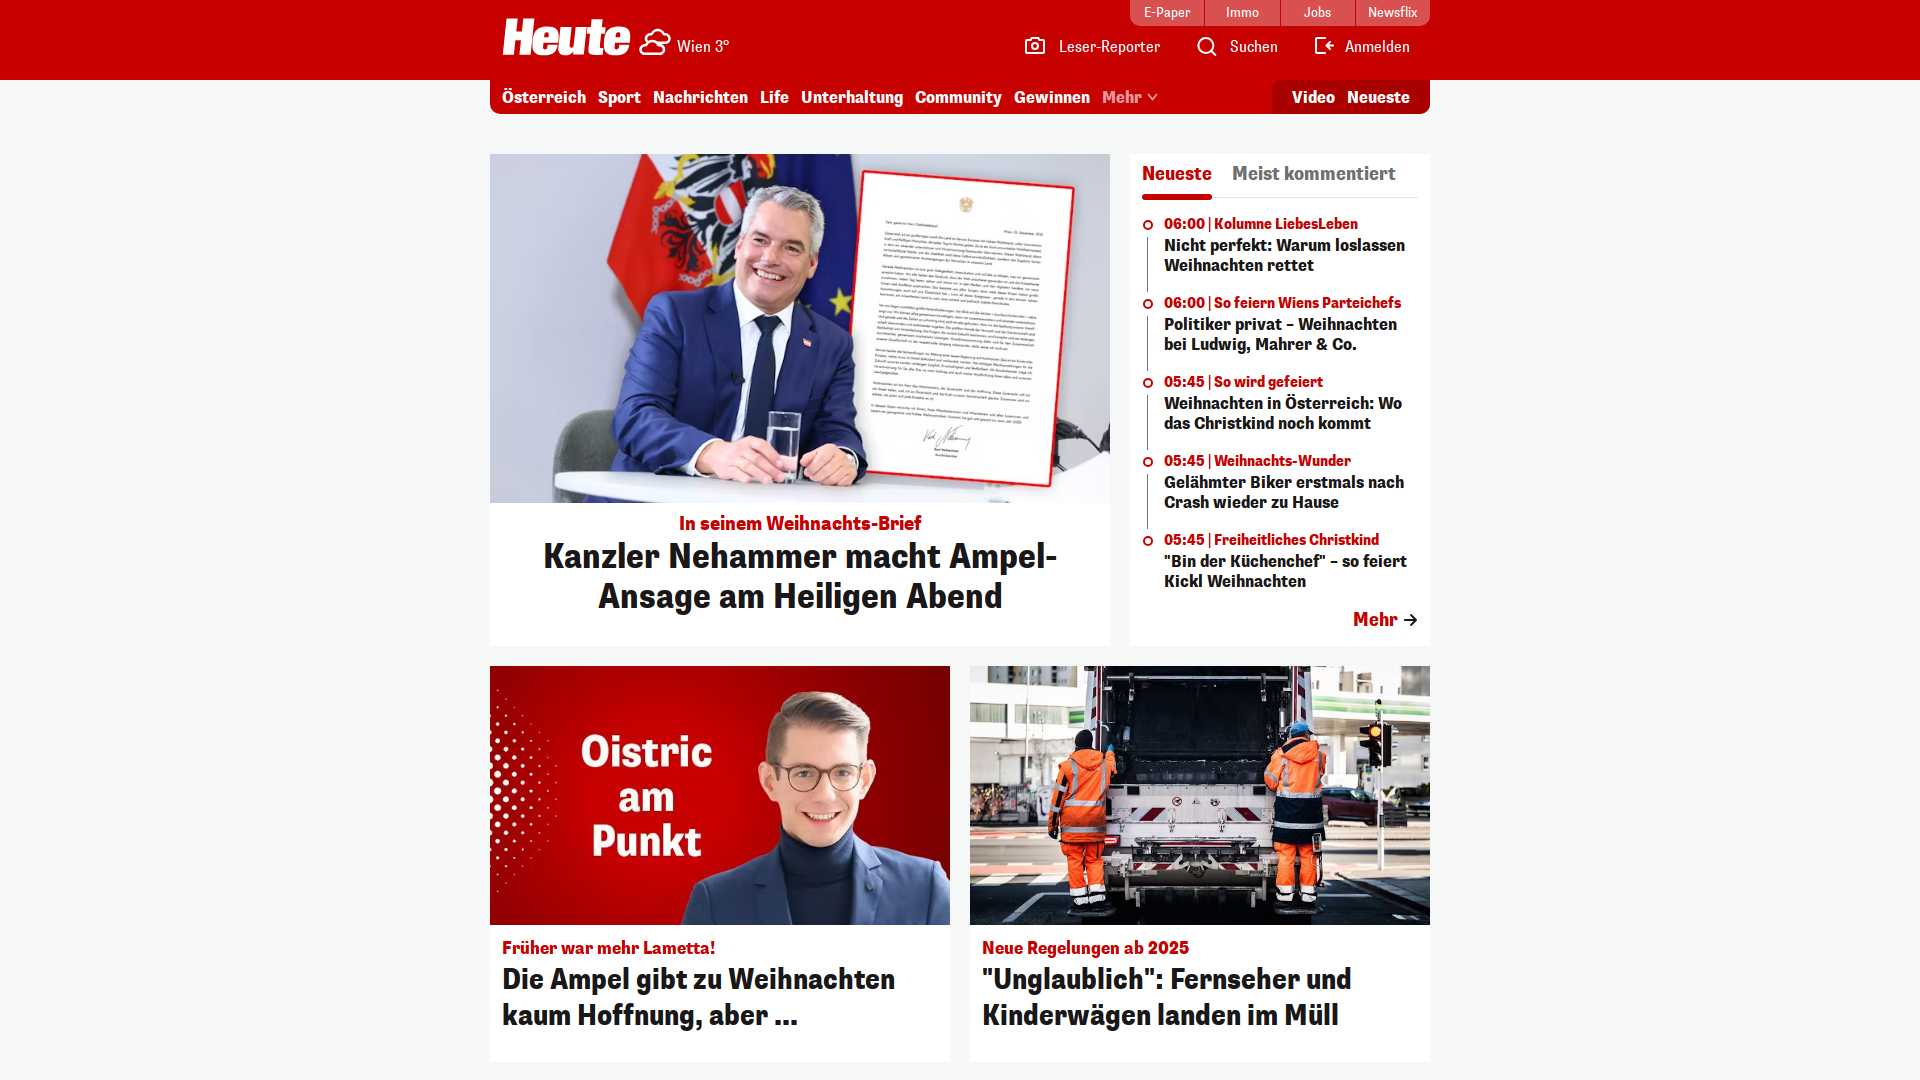 E-Paper
Immo
Jobs
Newsflix
Heute
Wien 3°
Leser-Reporter
Suchen
Anmelden
Österreich
Sport
Nachrichten
Life
Unterhaltung
Community
Gewinnen
Mehr
Video
Neueste
In seinem Weihnachts-Brief
Kanzler Nehammer macht Ampel-
Ansage am Heiligen Abend
Neueste
Meist kommentiert
06:00 | Kolumne LiebesLeben
Nicht perfekt: Warum loslassen
Weihnachten rettet
06:00 | So feiern Wiens Parteichefs
Politiker privat – Weihnachten
bei Ludwig, Mahrer & Co.
05:45 | So wird gefeiert
Weihnachten in Österreich: Wo
das Christkind noch kommt
05:45 | Weihnachts-Wunder
Gelähmter Biker erstmals nach
Crash wieder zu Hause
05:45 | Freiheitliches Christkind
"Bin der Küchenchef" – so feiert
Kickl Weihnachten
Mehr
Oistric
am
Punkt
Früher war mehr Lametta!
Die Ampel gibt zu Weihnachten
kaum Hoffnung, aber ...
Neue Regelungen ab 2025
"Unglaublich": Fernseher und
Kinderwägen landen im Müll